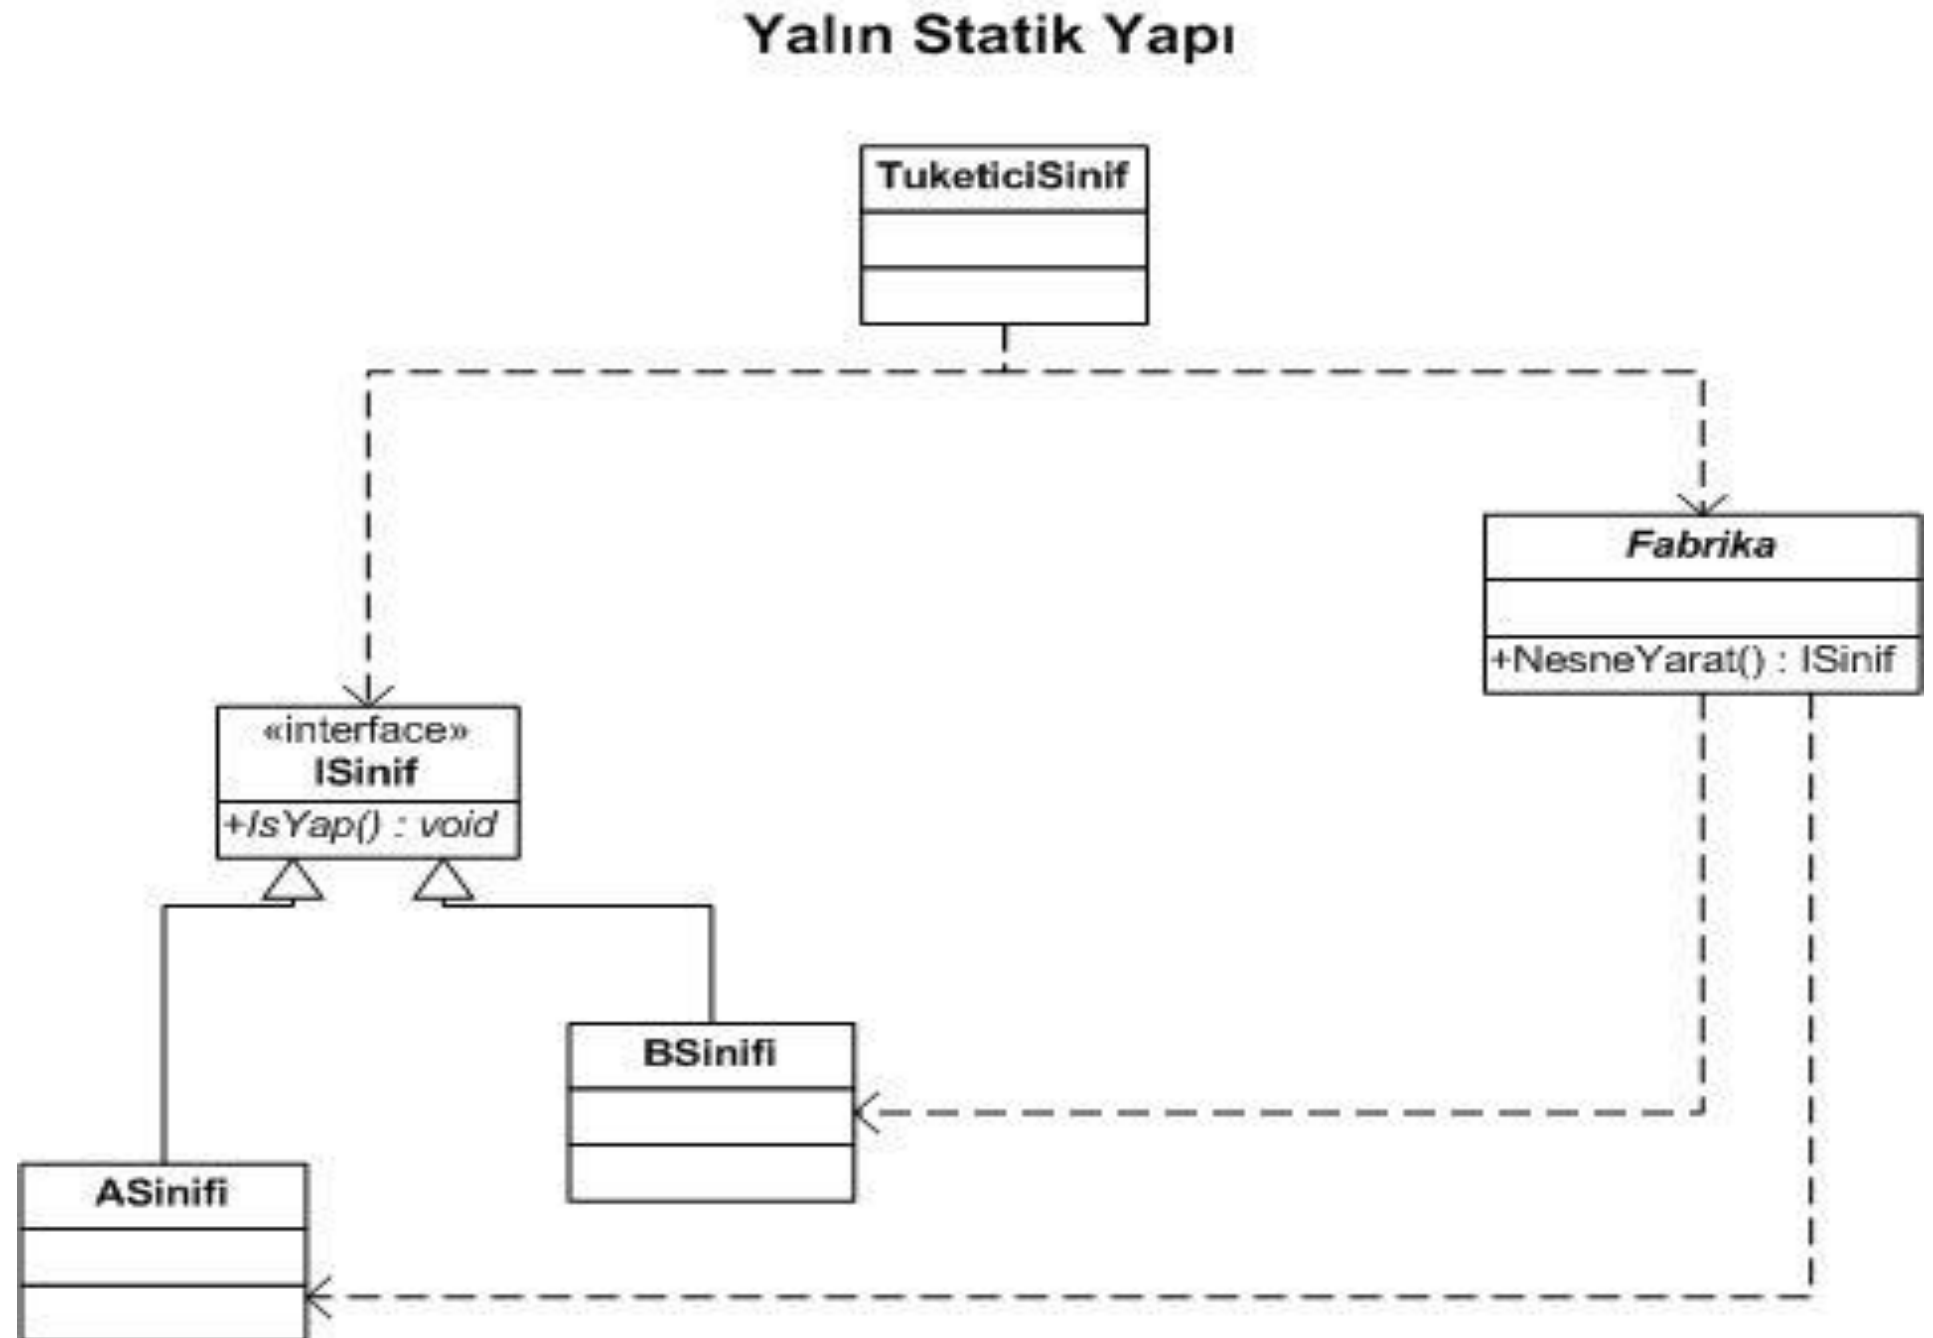 Yalın Statik Yapı
TuketiciSinif
Fabrika
+NesneYarat() : ISinif
«interface»
ISinif
+IsYap() : void
BSinifi
ASinifi